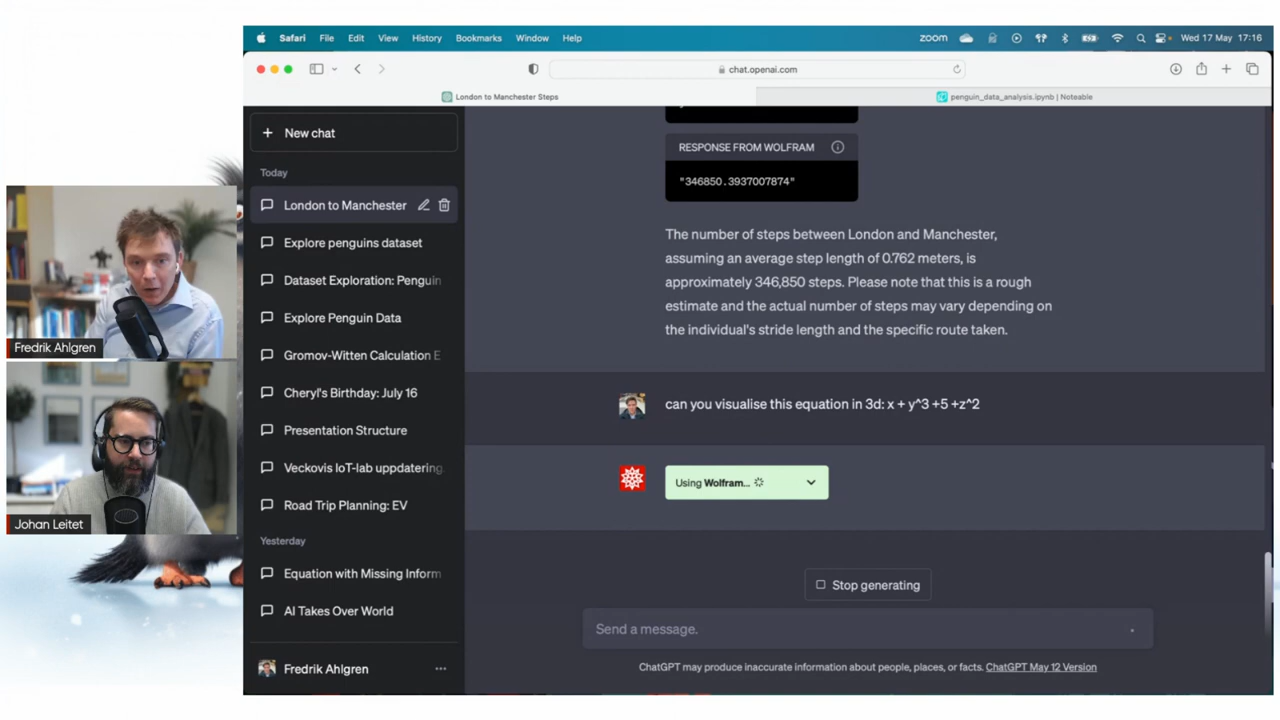 Safari File Edit View History Bookmarks Window Help
zoom Wed 17 May 17:16
chat.openai.com
London to Manchester Steps
penguin_data_analysis.ipynb | Noteable
+ New chat
Today
London to Manchester
Explore penguins dataset
Dataset Exploration: Penguin
Explore Penguin Data
Gromov-Witten Calculation E
Cheryl's Birthday: July 16
Presentation Structure
Veckovis IoT-lab uppdatering.
Road Trip Planning: EV
Yesterday
Equation with Missing Inform
AI Takes Over World
Fredrik Ahlgren
RESPONSE FROM WOLFRAM
"346850.3937007874"
The number of steps between London and Manchester,
assuming an average step length of 0.762 meters, is
approximately 346,850 steps. Please note that this is a rough
estimate and the actual number of steps may vary depending on
the individual's stride length and the specific route taken.
can you visualise this equation in 3d: x + y^3 +5 +z^2
Using Wolfram...
Stop generating
Send a message.
ChatGPT may produce inaccurate information about people, places, or facts. ChatGPT May 12 Version
Fredrik Ahlgren
Johan Leitet